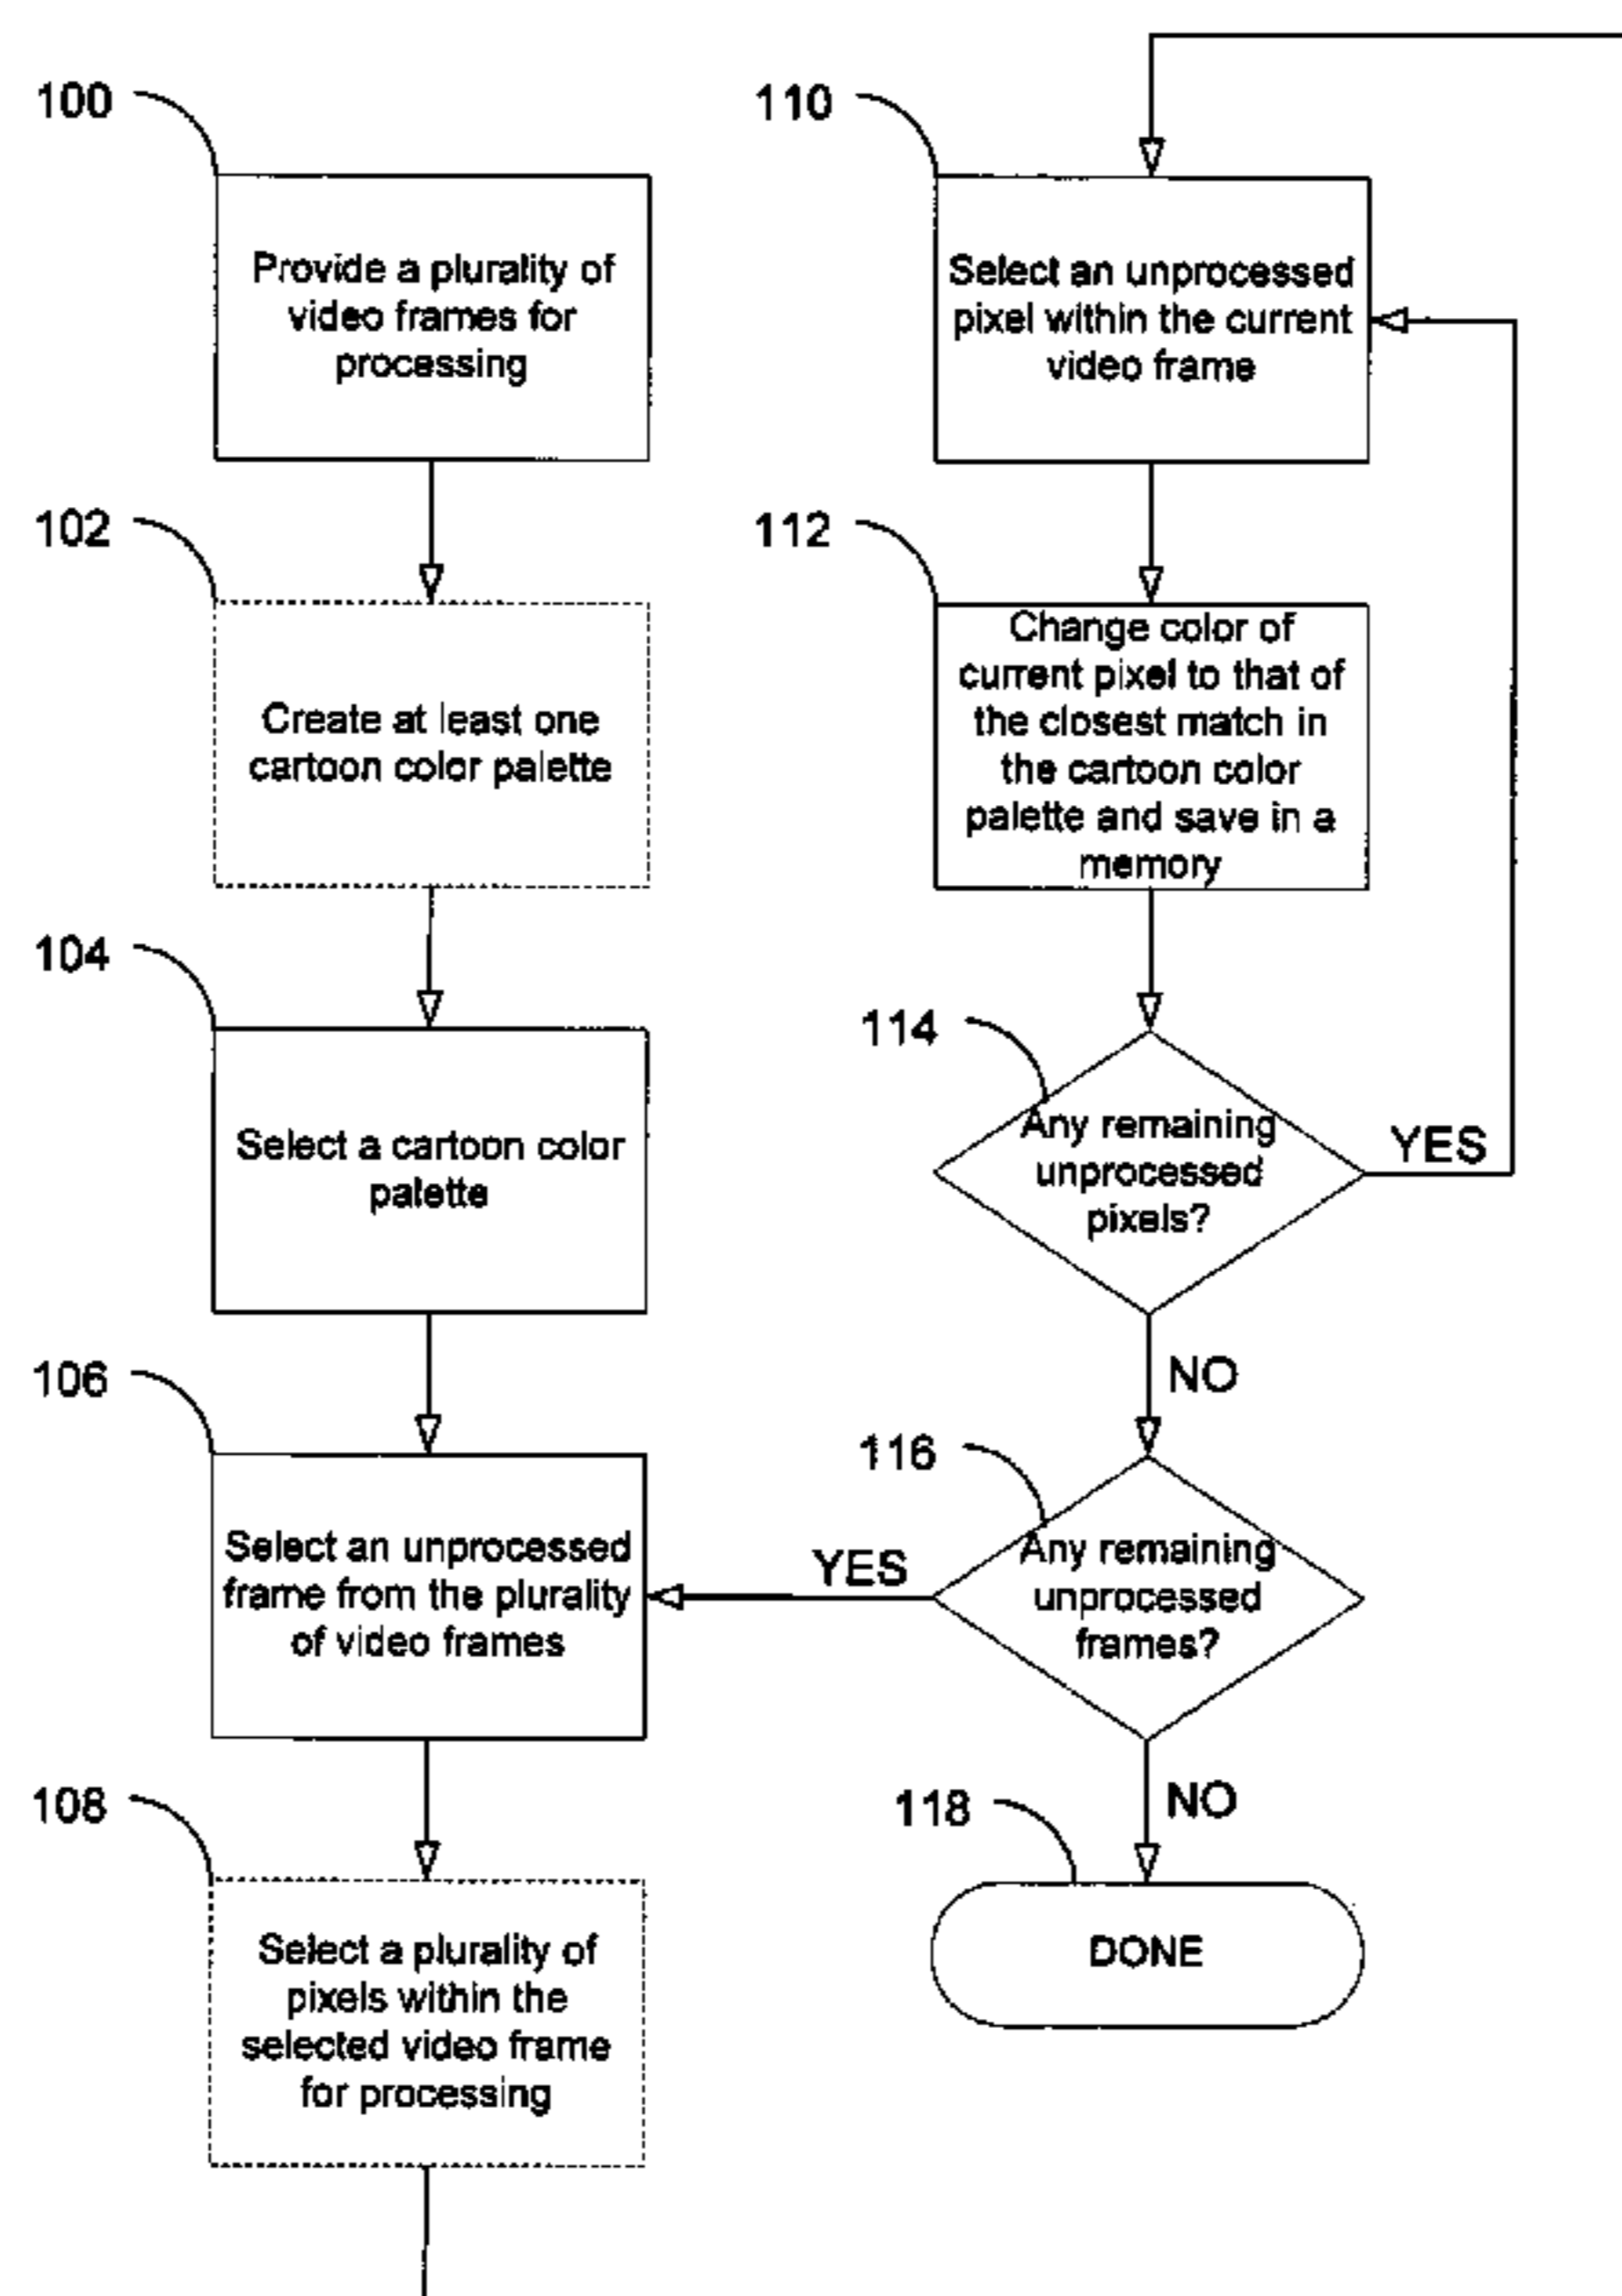 100
Provide a plurality of
video frames for
processing
102
Create at least one
cartoon color palette
104
Select a cartoon color
palette
106
Select an unprocessed
frame from the plurality
of video frames
108
Select a plurality of
pixels within the
selected video frame
for processing
110
Select an unprocessed
pixel within the current
video frame
112
Change color of
current pixel to that of
the closest match in
the cartoon color
palette and save in a
memory
114
Any remaining
unprocessed
pixels?
YES
NO
116
Any remaining
unprocessed
frames?
YES
NO
118
DONE